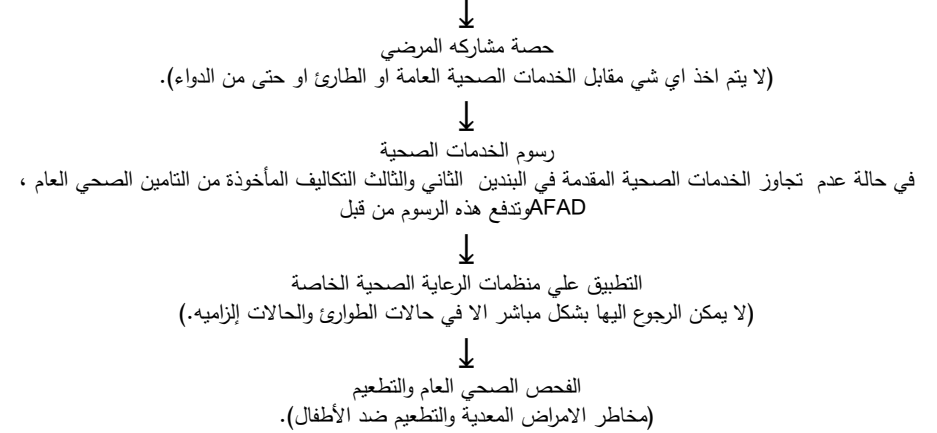 حصة مشاركه المرضي
(لا يتم اخذ اي شي مقابل الخدمات الصحية العامة او الطارئ او حتى من الدواء).
رسوم الخدمات الصحية
في حالة عدم تجاوز الخدمات الصحية المقدمة في البندين الثاني والثالث التكاليف المأخوذة من التامين الصحي العام ،
وتدفع هذه الرسوم من قبل AFAD
التطبيق علي منظمات الرعاية الصحية الخاصة
(لا يمكن الرجوع اليها بشكل مباشر الا في حالات الطوارئ والحالات إلزاميه.)
الفحص الصحي العام والتطعيم
(مخاطر الامراض المعدية والتطعيم ضد الأطفال).